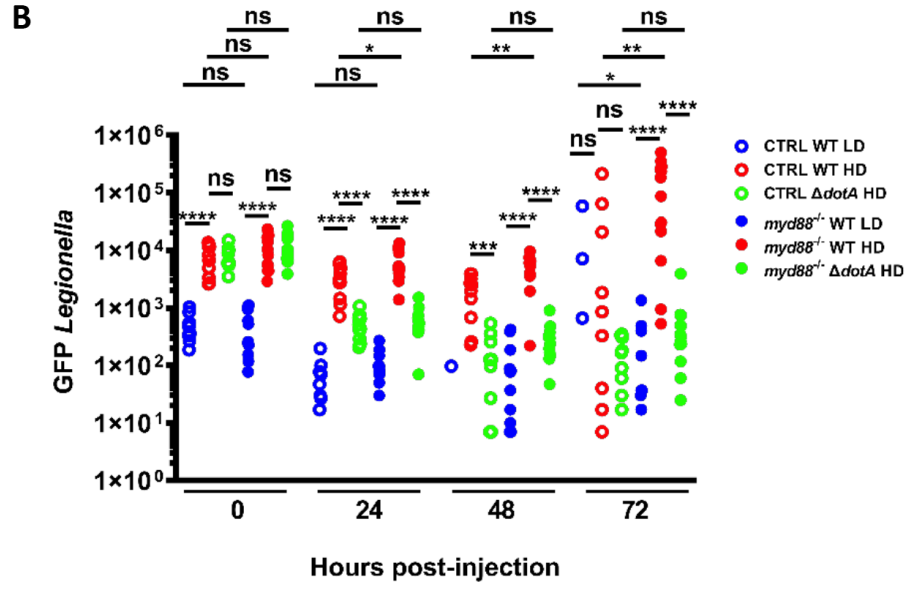 B
ns ns ns ns
ns * ** **
ns ns *
****
ns
ns **** ****
1×10⁶
CTRL WT LD
CTRL WT HD
CTRL ΔdotA HD
myd88-/- WT LD
myd88-/- WT HD
myd88-/- ΔdotA HD
ns ns
1×10⁵
**** **** ****
**** **** **** **** ****
1×10⁴
***
1×10³
1×10²
1×10¹
1×10⁰
GFP Legionella
0 24 48 72
Hours post-injection